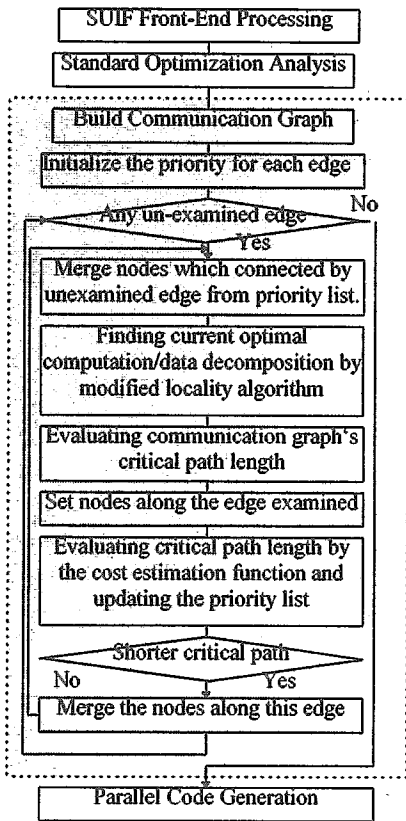 SUIF Front-End Processing
Standard Optimization Analysis
Build Communication Graph
Initialize the priority for each edge
Any un-examined edge
No
Yes
Merge nodes which connected by
unexamined edge from priority list.
Finding current optimal
computation/data decomposition by
modified locality algorithm
Evaluating communication graph's
critical path length
Set nodes along the edge examined
Evaluating critical path length by
the cost estimation function and
updating the priority list
Shorter critical path
No
Yes
Merge the nodes along this edge
Parallel Code Generation